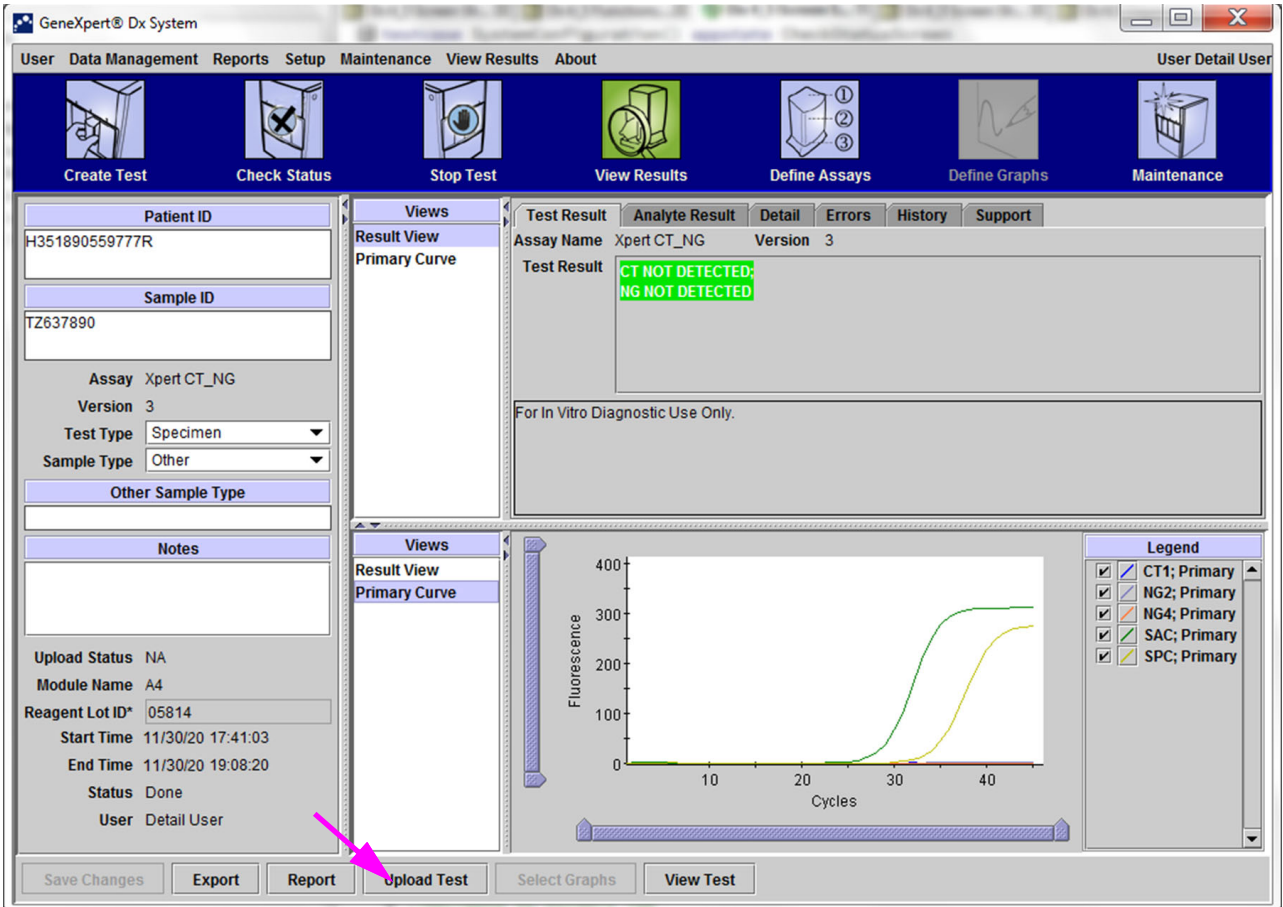 GeneXpert® Dx System
User Data Management Reports Setup Maintenance View Results About User Detail User
Create Test Check Status Stop Test View Results Define Assays Define Graphs Maintenance
① ② ③
Patient ID
H351890559777R
Sample ID
TZ637890
Assay Xpert CT_NG
Version 3
Test Type Specimen
Sample Type Other
Other Sample Type
Notes
Upload Status NA
Module Name A4
Reagent Lot ID* 05814
Start Time 11/30/20 17:41:03
End Time 11/30/20 19:08:20
Status Done
User Detail User
Views
Result View
Primary Curve
Test Result Analyte Result Detail Errors History Support
Assay Name Xpert CT_NG Version 3
Test Result CT NOT DETECTED;
NG NOT DETECTED
For In Vitro Diagnostic Use Only.
Views
Result View
Primary Curve
Fluorescence
400
300
200
100
0
10 20 30 40
Cycles
Legend
CT1; Primary
NG2; Primary
NG4; Primary
SAC; Primary
SPC; Primary
Save Changes Export Report Upload Test Select Graphs View Test